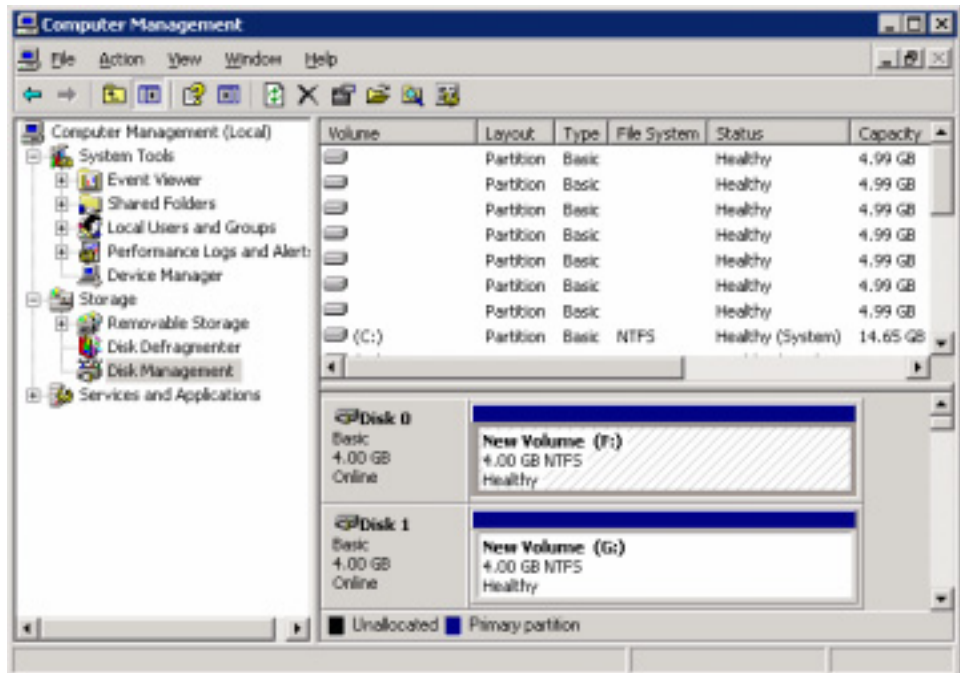 Computer Management
File Action View Window Help
Computer Management (Local)
System Tools
Event Viewer
Shared Folders
Local Users and Groups
Performance Logs and Alert
Device Manager
Storage
Removable Storage
Disk Defragmenter
Disk Management
Services and Applications
Volume Layout Type File System Status Capacity
Partition Basic Healthy 4.99 GB
Partition Basic Healthy 4.99 GB
Partition Basic Healthy 4.99 GB
Partition Basic Healthy 4.99 GB
Partition Basic Healthy 4.99 GB
Partition Basic Healthy 4.99 GB
Partition Basic Healthy 4.99 GB
(C:) Partition Basic NTFS Healthy (System) 14.65 GB
Disk 0
Basic
4.00 GB
Online
New Volume (F:)
4.00 GB NTFS
Healthy
Disk 1
Basic
4.00 GB
Online
New Volume (G:)
4.00 GB NTFS
Healthy
Unallocated Primary partition